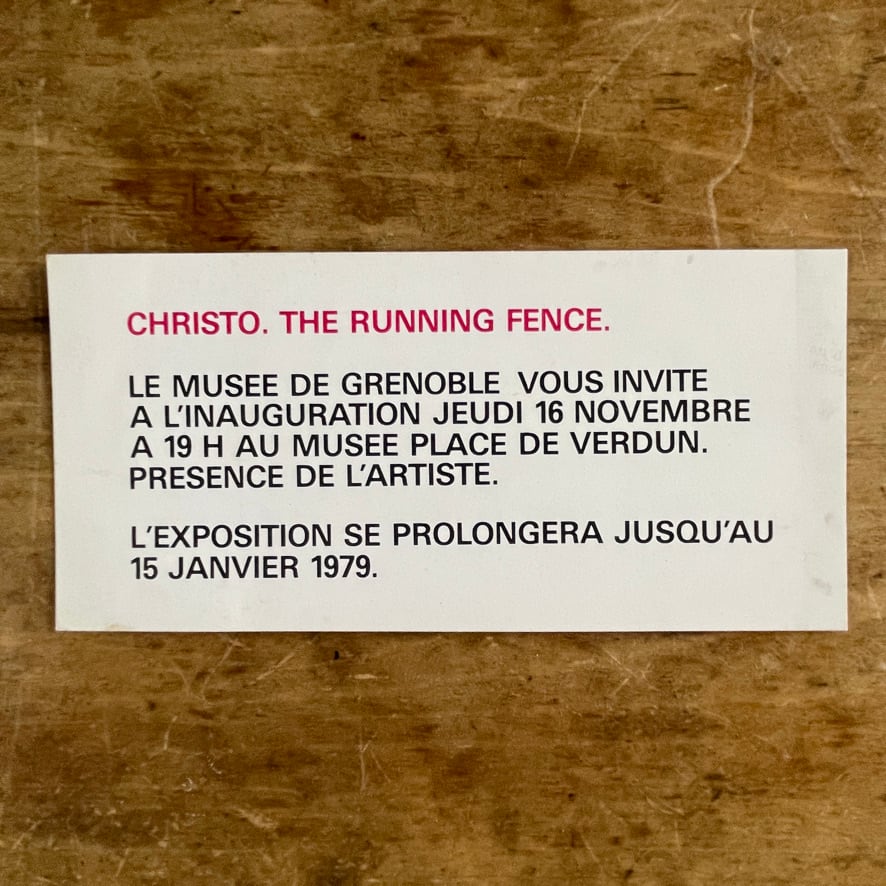 CHRISTO. THE RUNNING FENCE.
LE MUSEE DE GRENOBLE VOUS INVITE
A L'INAUGURATION JEUDI 16 NOVEMBRE
A 19 H AU MUSEE PLACE DE VERDUN.
PRESENCE DE L'ARTISTE.
L'EXPOSITION SE PROLONGERA JUSQU'AU
15 JANVIER 1979.